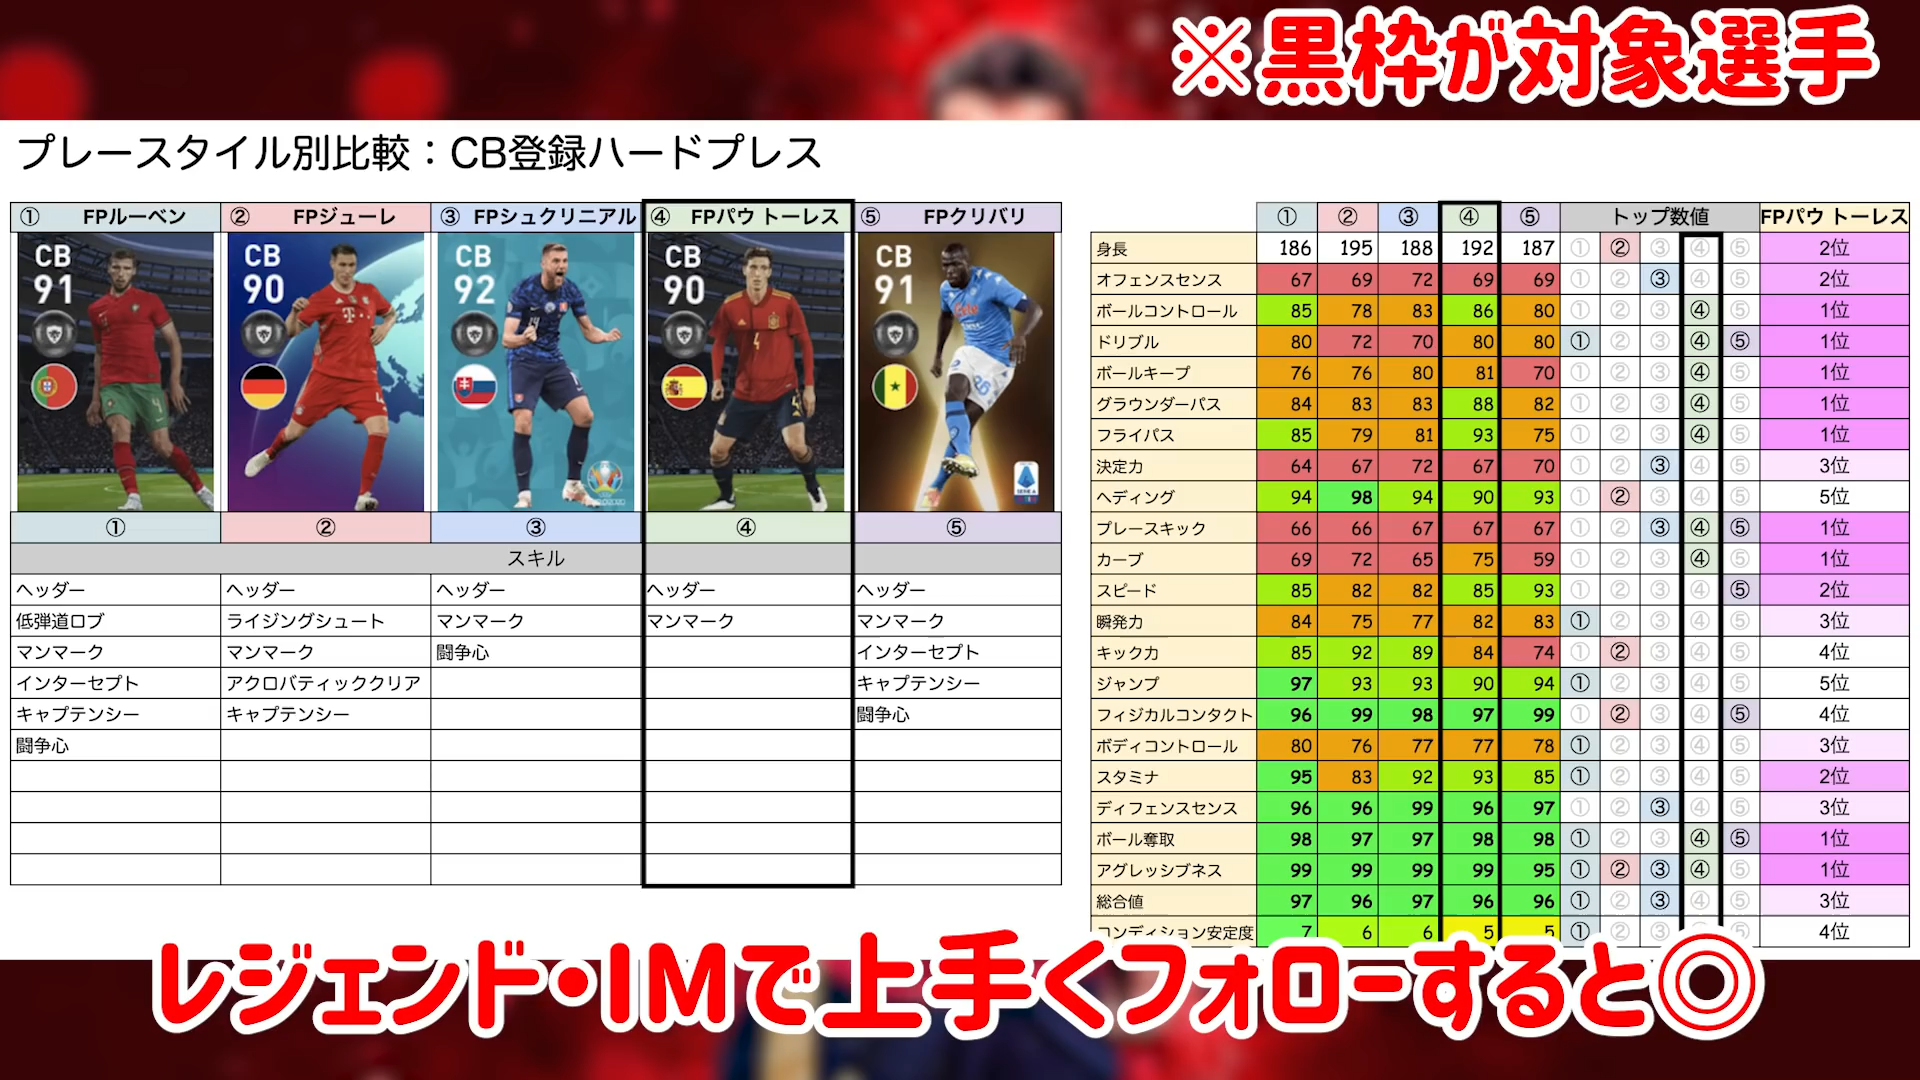 ※黒枠が対象選手
プレースタイル別比較：CB登録ハードプレス
① FPルーベン ② FPジューレ ③ FPシュクリニアル ④ FPパウ トーレス ⑤ FPクリバリ
CB 91 CB 90 CB 92 CB 90 CB 91
① ② ③ ④ ⑤
スキル
ヘッダー ヘッダー ヘッダー ヘッダー ヘッダー
低弾道ロブ ライジングシュート マンマーク マンマーク マンマーク
マンマーク マンマーク 闘争心 インターセプト
インターセプト アクロバティッククリア キャプテンシー
キャプテンシー キャプテンシー 闘争心
闘争心
① ② ③ ④ ⑤ トップ数値 FPパウ トーレス
身長 186 195 188 192 187 ① ② ③ ④ ⑤ 2位
オフェンスセンス 67 69 72 69 69 ① ② ③ ④ ⑤ 2位
ボールコントロール 85 78 83 86 80 ① ② ③ ④ ⑤ 1位
ドリブル 80 72 70 80 80 ① ② ③ ④ ⑤ 1位
ボールキープ 76 76 80 81 70 ① ② ③ ④ ⑤ 1位
グラウンダーパス 84 83 83 88 82 ① ② ③ ④ ⑤ 1位
フライパス 85 79 81 93 75 ① ② ③ ④ ⑤ 1位
決定力 64 67 72 67 70 ① ② ③ ④ ⑤ 3位
ヘディング 94 98 94 90 93 ① ② ③ ④ ⑤ 5位
プレースキック 66 66 67 67 67 ① ② ③ ④ ⑤ 1位
カーブ 69 72 65 75 59 ① ② ③ ④ ⑤ 1位
スピード 85 82 82 85 93 ① ② ③ ④ ⑤ 2位
瞬発力 84 75 77 82 83 ① ② ③ ④ ⑤ 3位
キック力 85 92 89 84 74 ① ② ③ ④ ⑤ 4位
ジャンプ 97 93 93 90 94 ① ② ③ ④ ⑤ 5位
フィジカルコンタクト 96 99 98 97 99 ① ② ③ ④ ⑤ 4位
ボディコントロール 80 76 77 77 78 ① ② ③ ④ ⑤ 3位
スタミナ 95 83 92 93 85 ① ② ③ ④ ⑤ 2位
ディフェンスセンス 96 96 99 96 97 ① ② ③ ④ ⑤ 3位
ボール奪取 98 97 97 98 98 ① ② ③ ④ ⑤ 1位
アグレッシブネス 99 99 99 99 95 ① ② ③ ④ ⑤ 1位
総合値 97 96 97 96 96 ① ② ③ ④ ⑤ 3位
コンディション安定度 7 6 6 5 5 ① ② ③ ④ ⑤ 4位
レジェンド・IMで上手くフォローすると◎